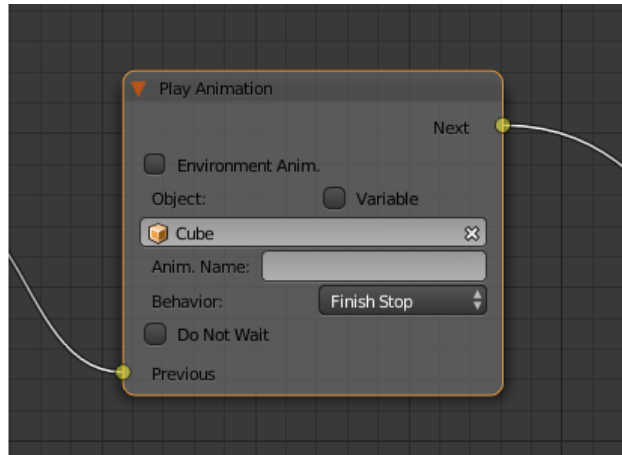 Play Animation
Next
Environment Anim.
Object: Variable
Cube
Anim. Name:
Behavior: Finish Stop
Do Not Wait
Previous